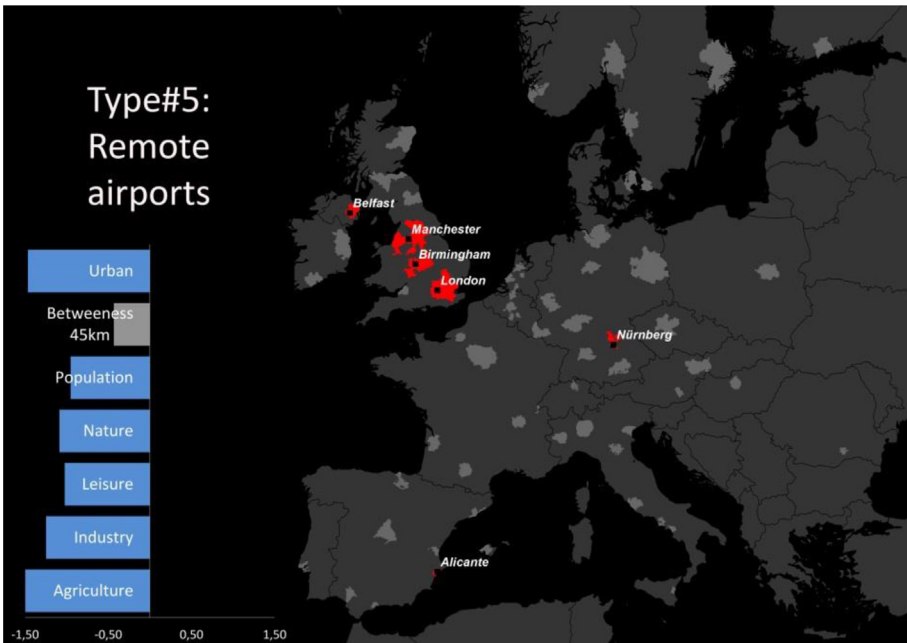 Type#5:
Remote
airports
Urban
Betweeness
45km
Population
Nature
Leisure
Industry
Agriculture
-1,50 -0,50 0,50 1,50
Belfast
Manchester
Birmingham
London
Nürnberg
Alicante